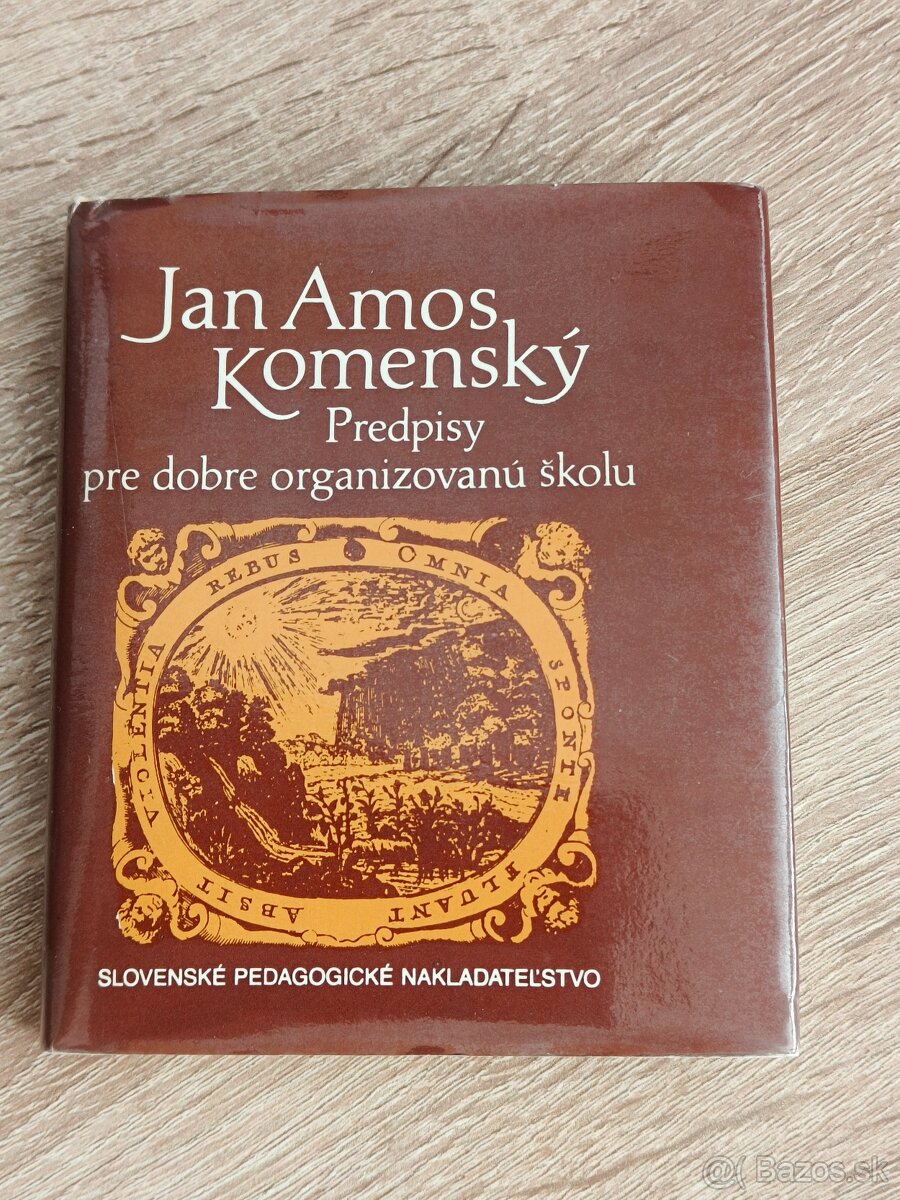 Jan Amos
Komenský
Predpisy
pre dobre organizovanú školu
OMNIA SPONTE FLUANT ABSIT VIOLENTIA REBUS
SLOVENSKÉ PEDAGOGICKÉ NAKLADATEĽSTVO
@( Bazos.sk